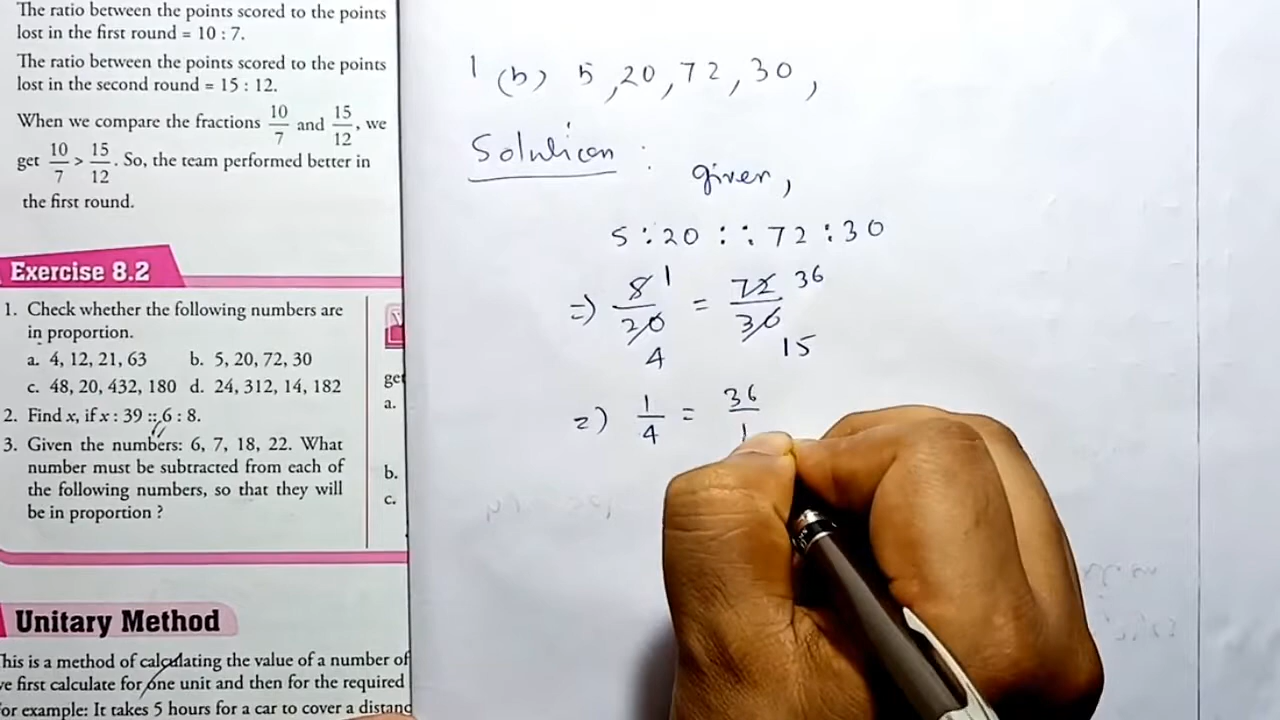 The ratio between the points scored to the points
lost in the first round = 10 : 7.
The ratio between the points scored to the points
lost in the second round = 15 : 12.
When we compare the fractions 10/7 and 15/12, we
get 10/7 > 15/12. So, the team performed better in
the first round.
Exercise 8.2
1. Check whether the following numbers are
in proportion.
a. 4, 12, 21, 63 b. 5, 20, 72, 30
c. 48, 20, 432, 180 d. 24, 312, 14, 182
2. Find x, if x : 39 :: 6 : 8.
3. Given the numbers: 6, 7, 18, 22. What
number must be subtracted from each of
the following numbers, so that they will
be in proportion ?
Unitary Method
This is a method of calculating the value of a number of
we first calculate for one unit and then for the required
For example: It takes 5 hours for a car to cover a distanc
get
a.
b.
c.
1 (b) 5, 20, 72, 30,
Solution :
given,
5 : 20 :: 72 : 30
=> 5/20 = 72/30
1 36
4 15
=> 1/4 = 36/1